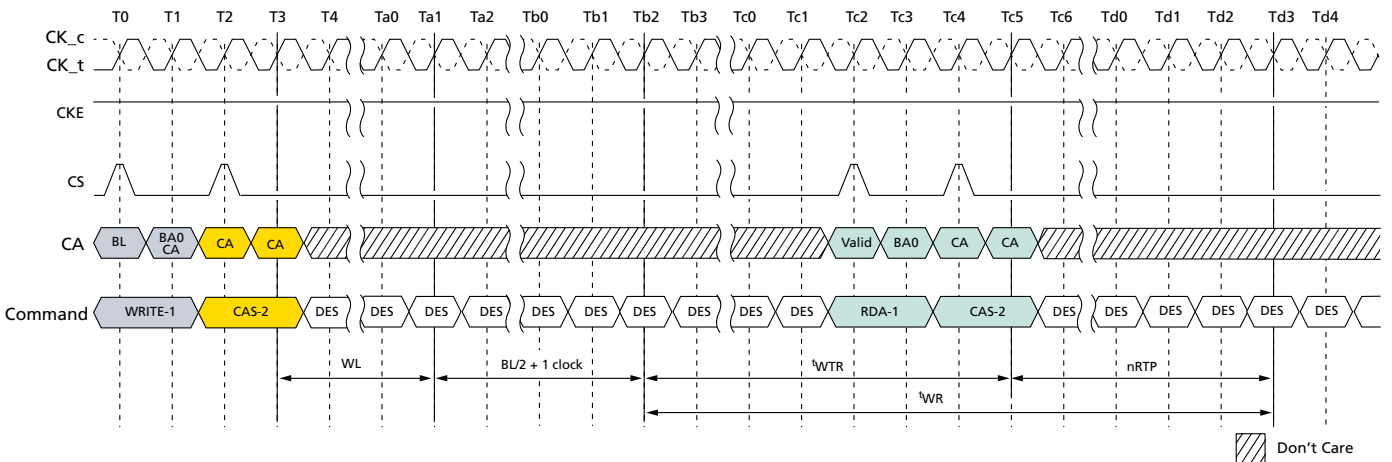 T0 T1 T2 T3 T4 Ta0 Ta1 Ta2 Tb0 Tb1 Tb2 Tb3 Tc0 Tc1 Tc2 Tc3 Tc4 Tc5 Tc6 Td0 Td1 Td2 Td3 Td4
CK_c
CK_t
CKE
CS
CA BL BA0 CA CA CA Valid BA0 CA CA
Command WRITE-1 CAS-2 DES DES DES DES DES DES DES DES DES DES RDA-1 CAS-2 DES DES DES DES DES DES
WL BL/2 + 1 clock tWTR nRTP
tWR
Don't Care